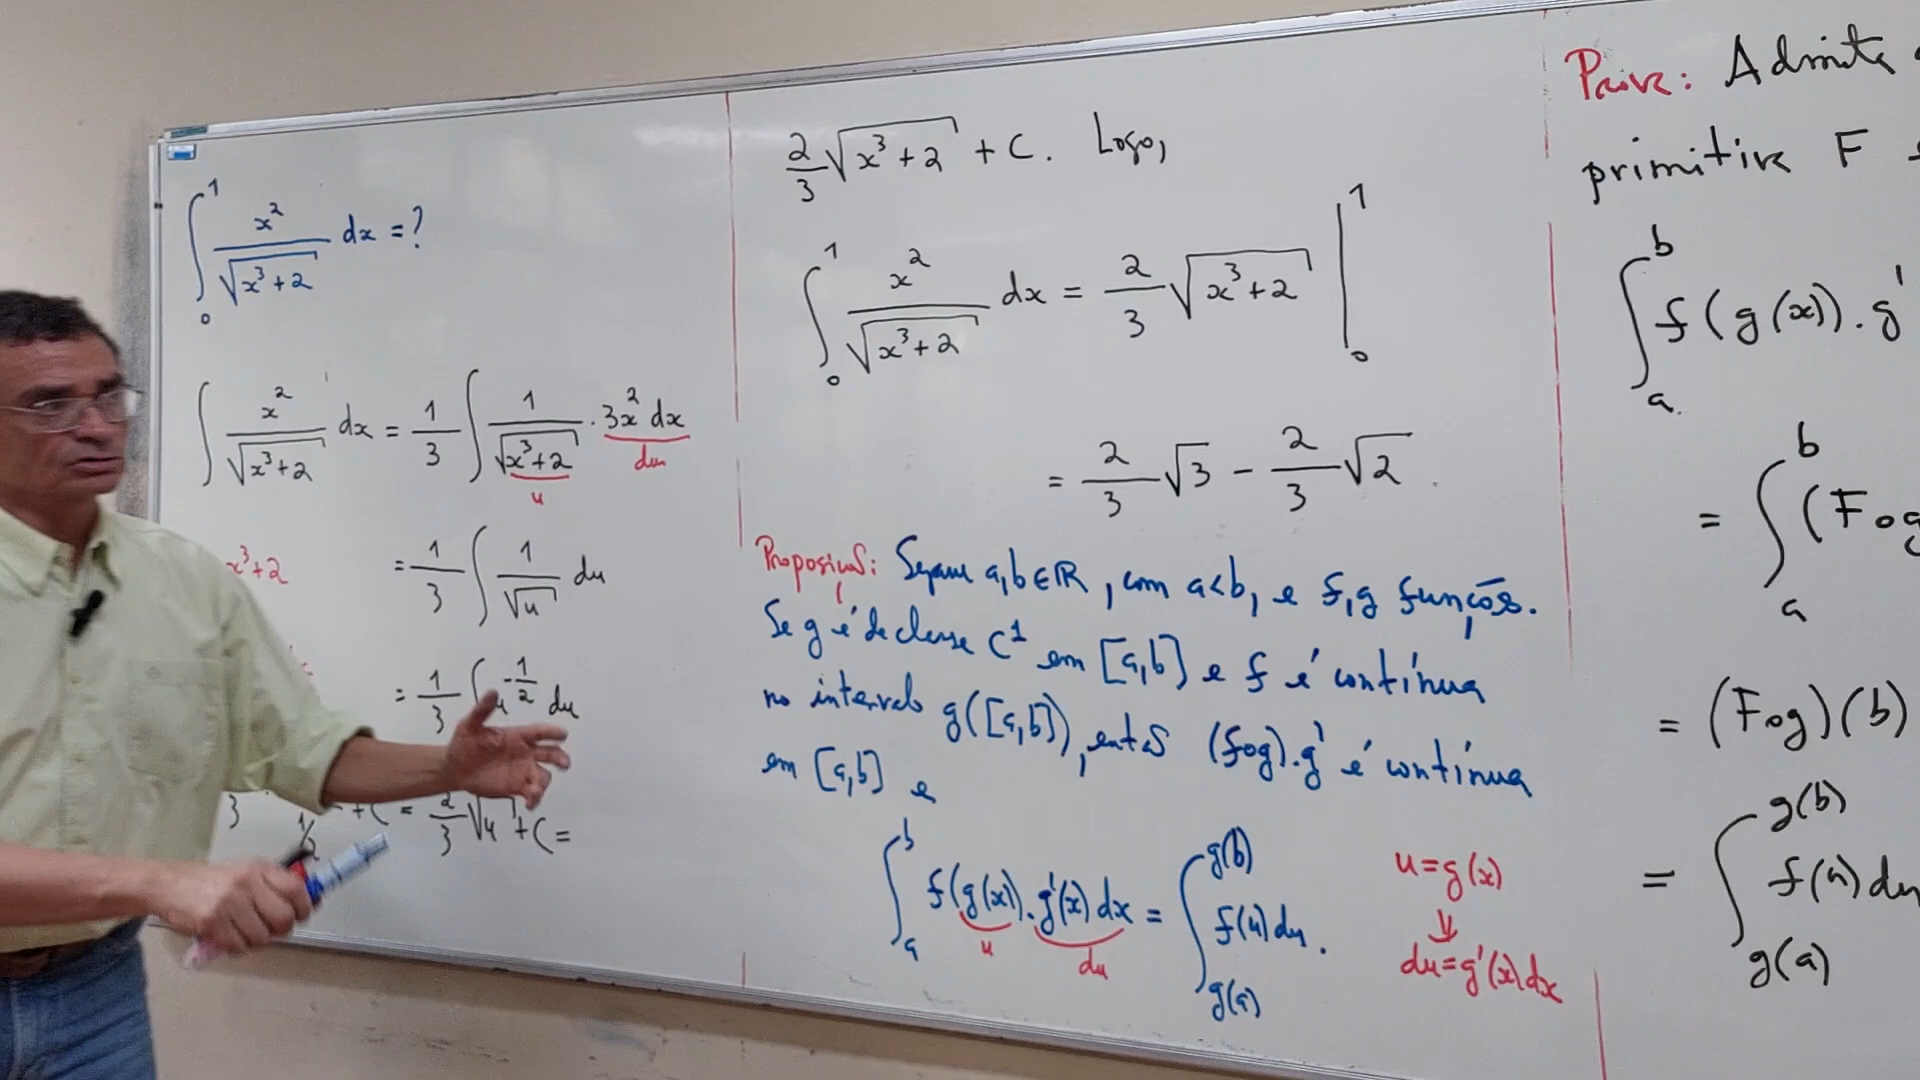 ∫₀¹ x²/√(x³+2) dx = ?
∫ x²/√(x³+2) dx = 1/3 ∫ 1/√(x³+2) · 3x² dx
u
du
x³+2
= 1/3 ∫ 1/√u du
= 1/3 ∫ u^(-1/2) du
+C = 2/3 √u + C =
2/3 √(x³+2) + C. Logo,
∫₀¹ x²/√(x³+2) dx = 2/3 √(x³+2) |₀¹
= 2/3 √3 − 2/3 √2.
Proposição: Sejam a,b∈ℝ, com a<b, e f,g funções.
Se g é de classe C¹ em [a,b] e f é contínua
no intervalo g([a,b]), então (fog).g' é contínua
em [a,b] e
∫ₐᵇ f(g(x)).g'(x) dx = ∫_{g(a)}^{g(b)} f(u) du.
u
du
u=g(x)
⇓
du=g'(x)dx
Prova: Admita
primitiva F
∫ₐᵇ f(g(x)).g'
= ∫ₐᵇ (Fog
= (Fog)(b)
= ∫_{g(a)}^{g(b)} f(u) du